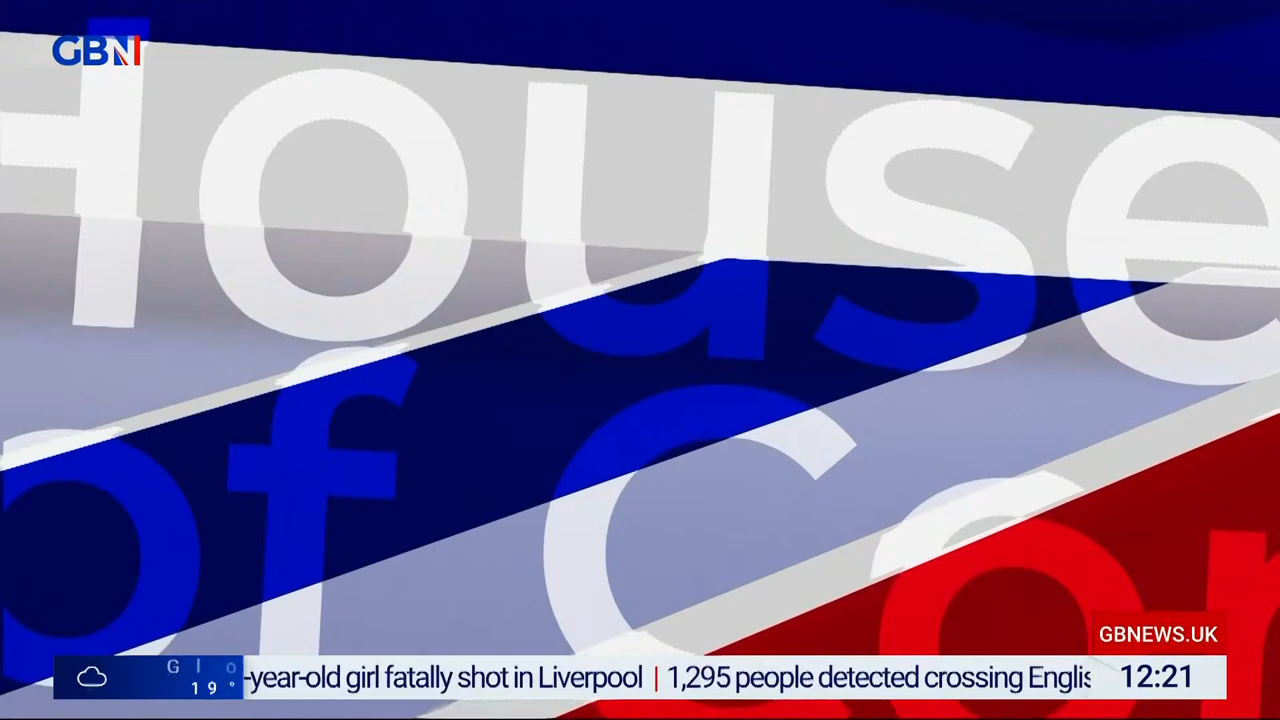 GBN
House
of Co
GBNEWS.UK
Glo
19°
-year-old girl fatally shot in Liverpool | 1,295 people detected crossing Englis
12:21